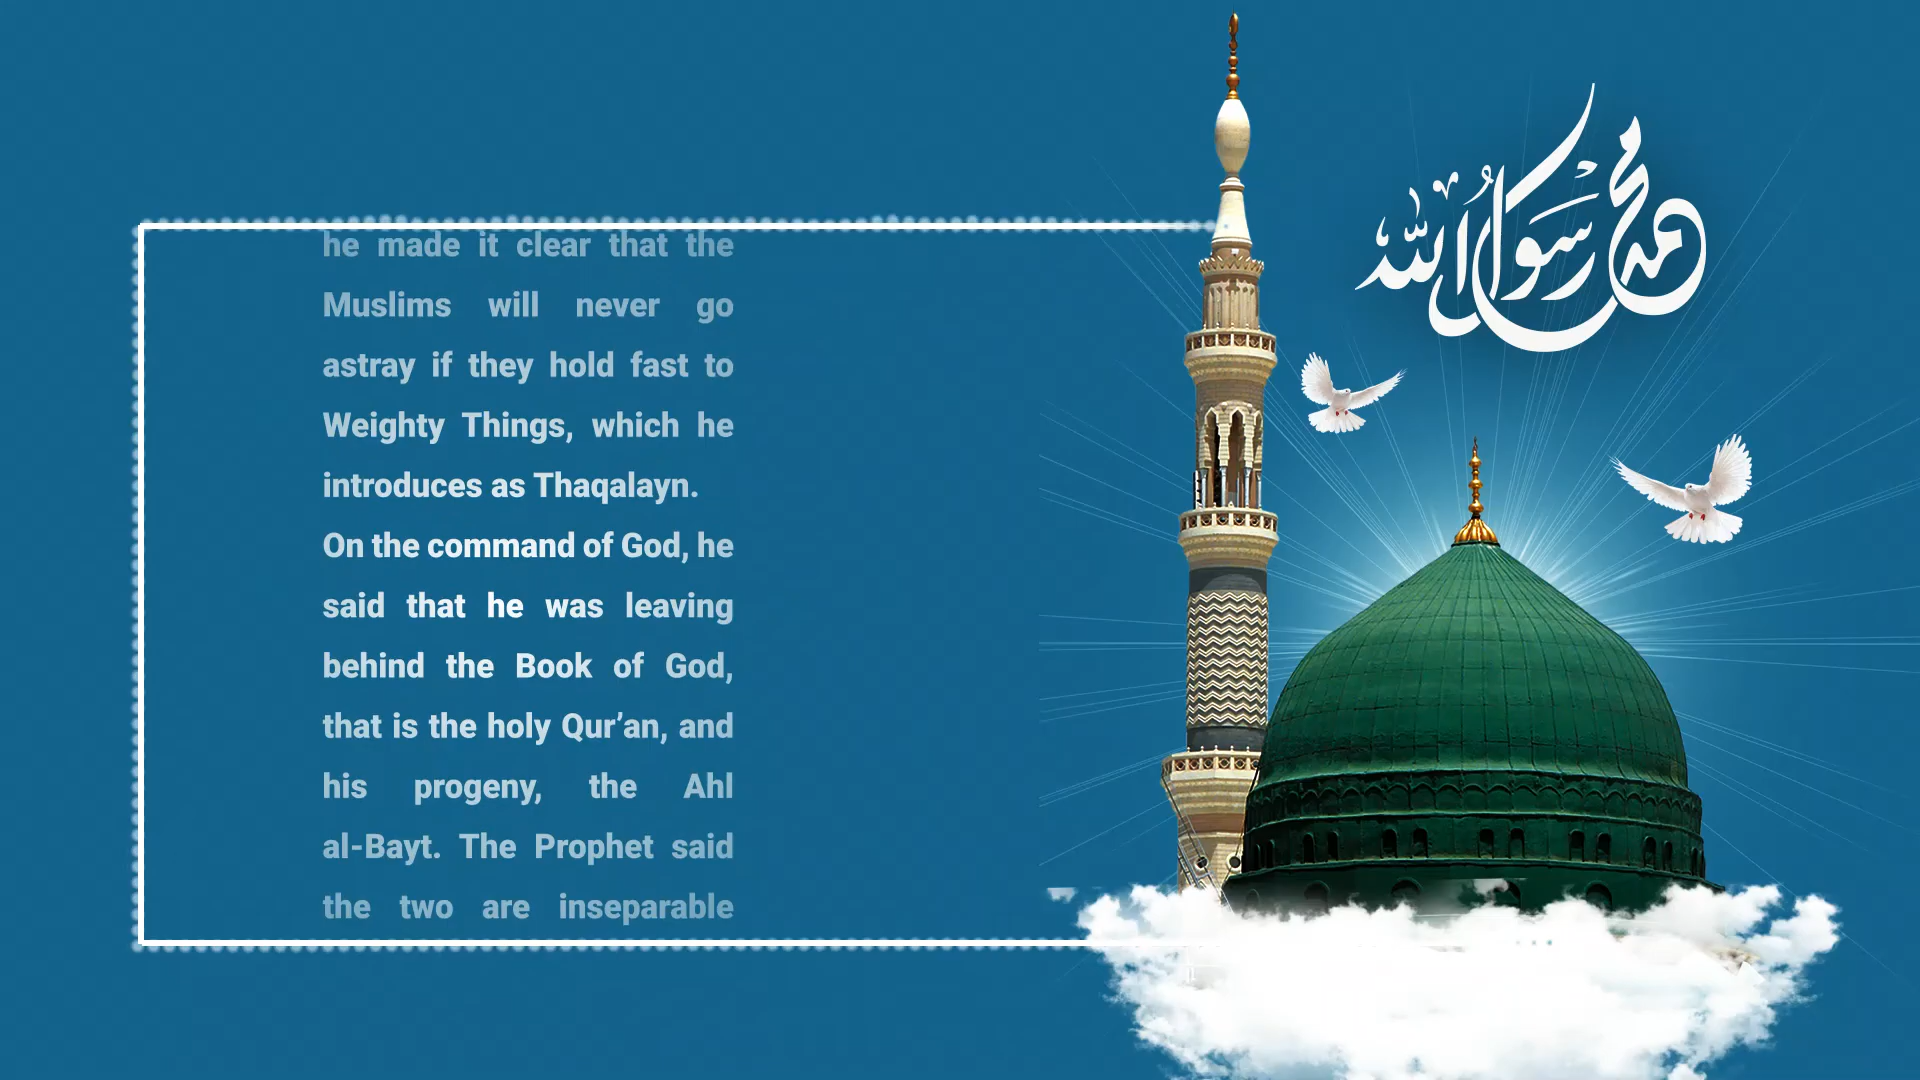 محمد رسول الله
he made it clear that the
Muslims will never go
astray if they hold fast to
Weighty Things, which he
introduces as Thaqalayn.
On the command of God, he
said that he was leaving
behind the Book of God,
that is the holy Qur’an, and
his progeny, the Ahl
al-Bayt. The Prophet said
the two are inseparable